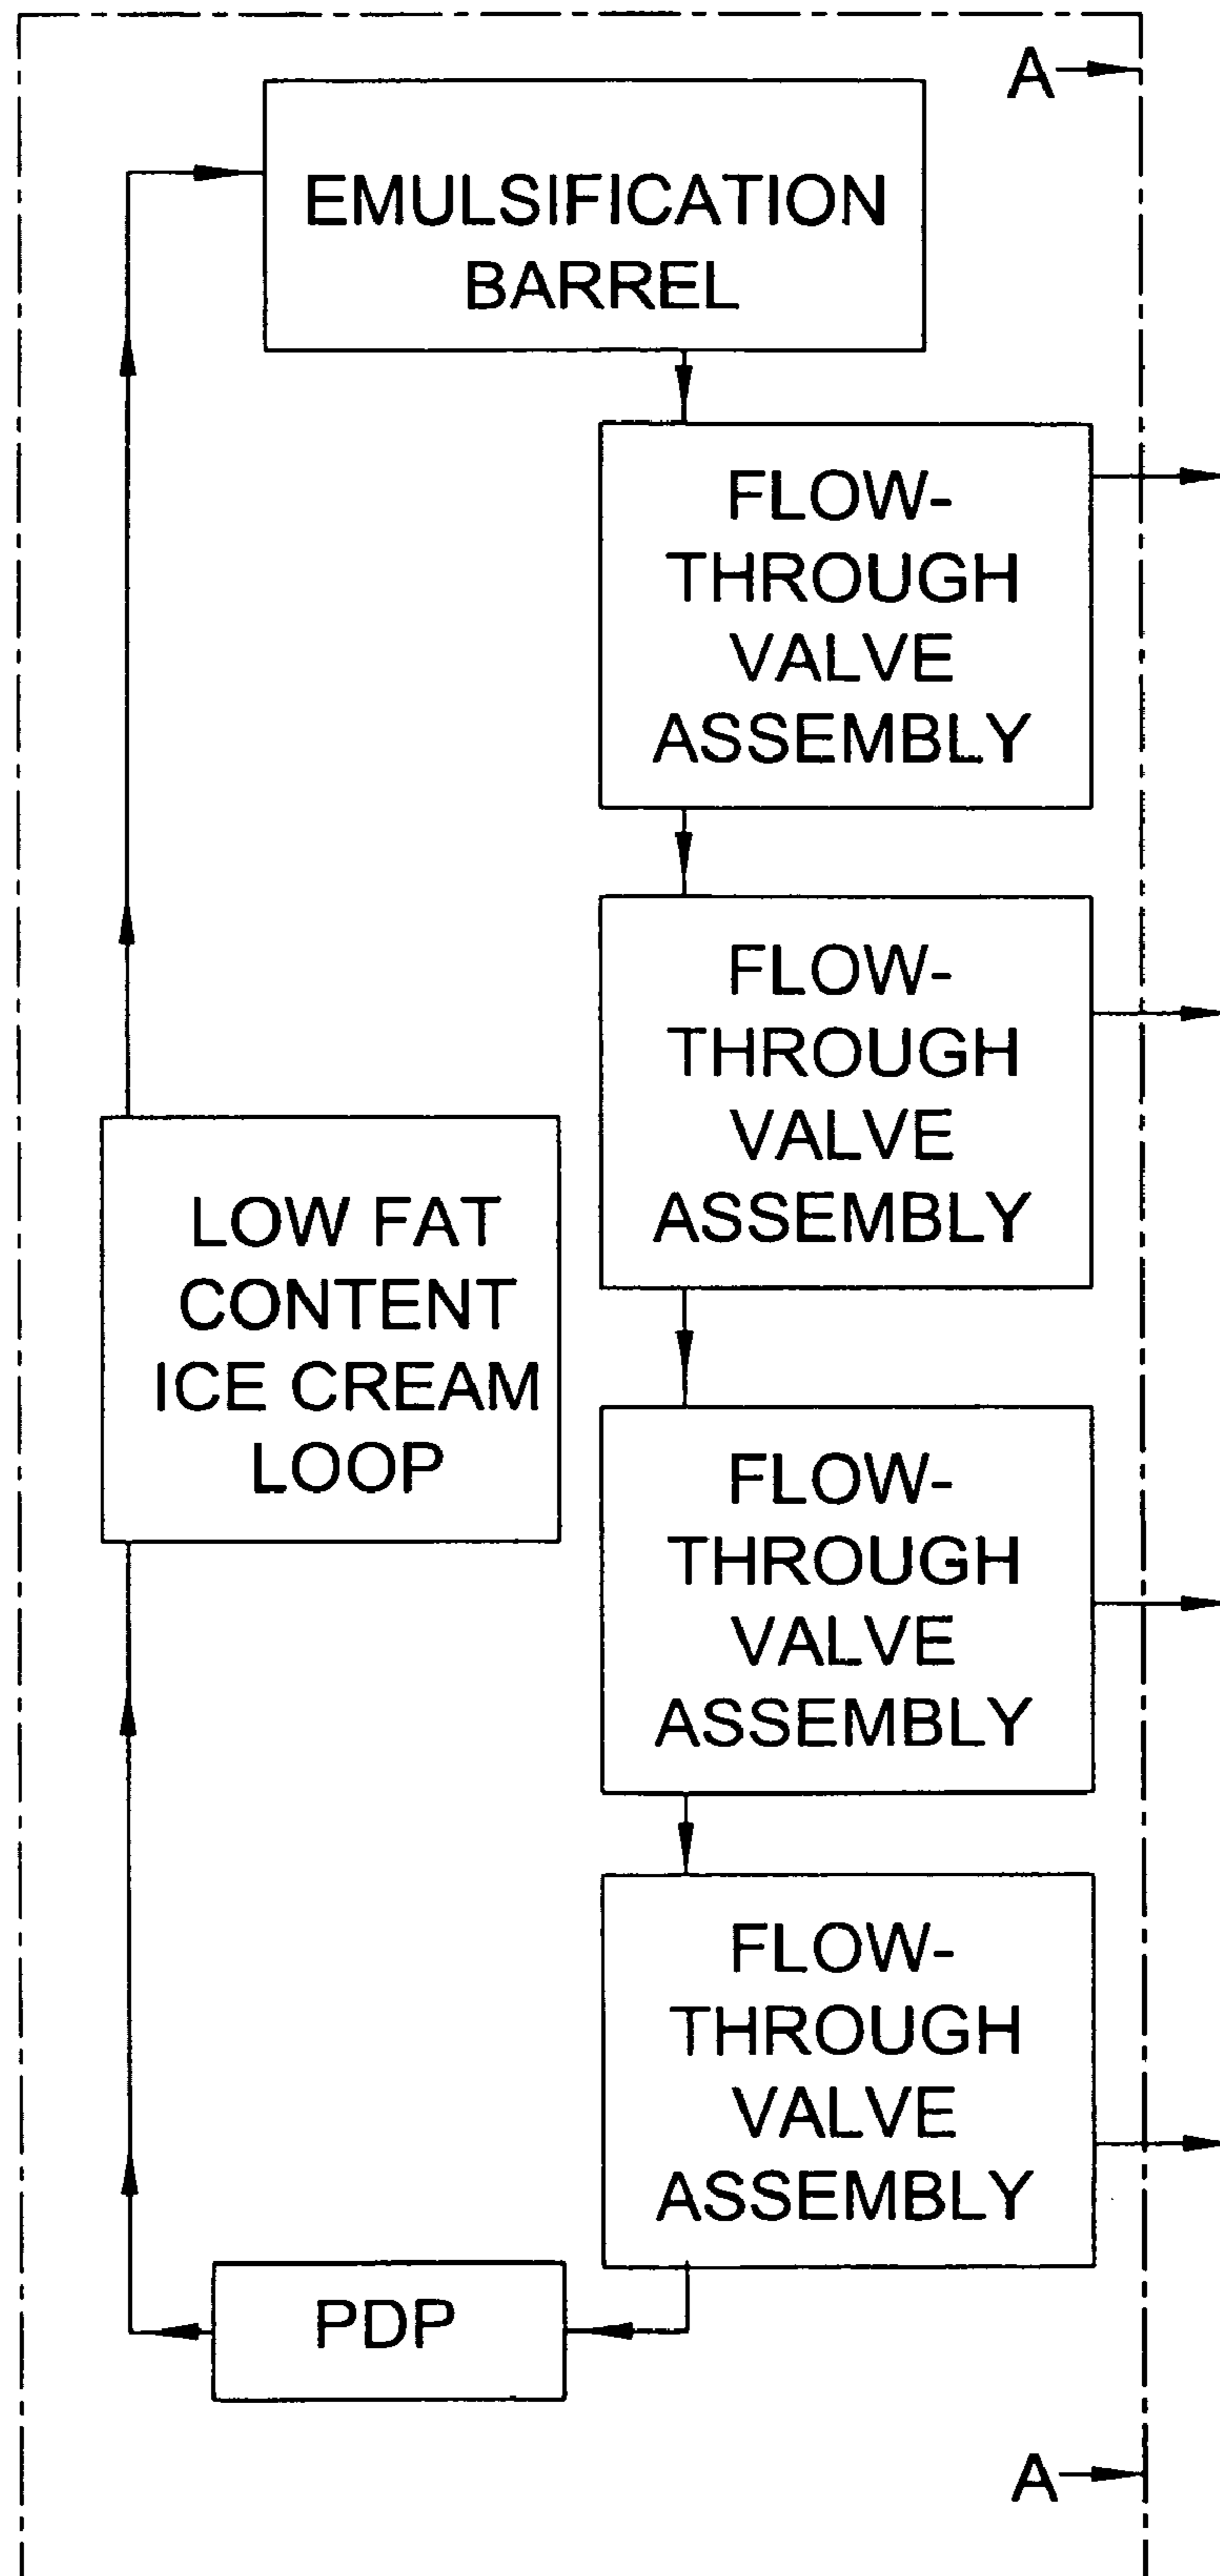 A
EMULSIFICATION
BARREL
FLOW-
THROUGH
VALVE
ASSEMBLY
FLOW-
THROUGH
VALVE
ASSEMBLY
LOW FAT
CONTENT
ICE CREAM
LOOP
FLOW-
THROUGH
VALVE
ASSEMBLY
FLOW-
THROUGH
VALVE
ASSEMBLY
PDP
A